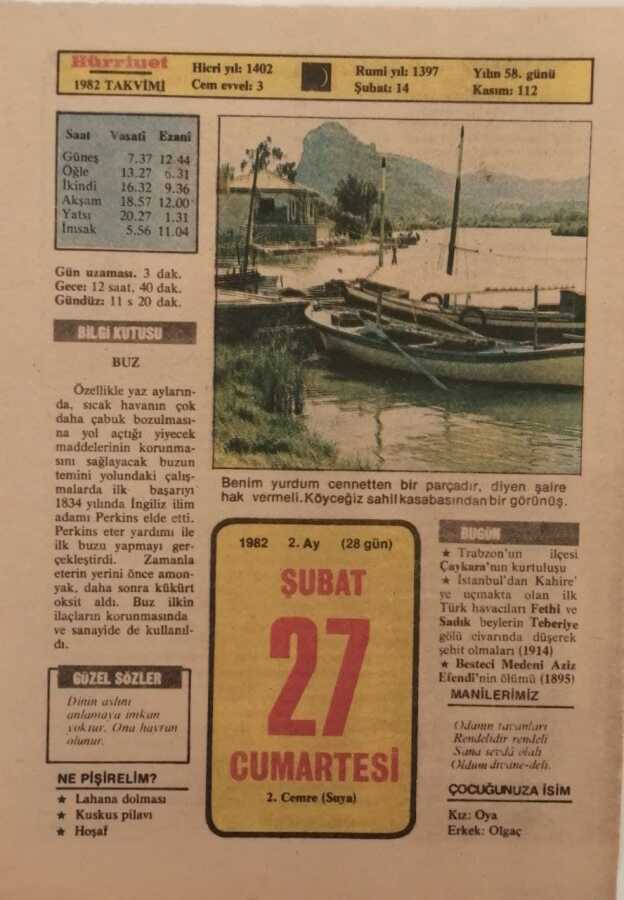 Hürriyet
1982 TAKVİMİ
Hicri yıl: 1402
Cem evvel: 3
Rumi yıl: 1397
Şubat: 14
Yılın 58. günü
Kasım: 112
Saat Vasatî Ezanî
Güneş 7.37 12.44
Öğle 13.27 6.31
İkindi 16.32 9.36
Akşam 18.57 12.00
Yatsı 20.27 1.31
İmsak 5.56 11.04
Gün uzaması. 3 dak.
Gece: 12 saat, 40 dak.
Gündüz: 11 s 20 dak.
BİLGİ KUTUSU
BUZ
Özellikle yaz ayların-
da, sıcak havanın çok
daha çabuk bozulması-
na yol açtığı yiyecek
maddelerinin korunma-
sını sağlayacak buzun
temini yolundaki çalış-
malarda ilk başarıyı
1834 yılında İngiliz ilim
adamı Perkins elde etti.
Perkins eter yardımı ile
ilk buzu yapmayı ger-
çekleştirdi. Zamanla
eterin yerini önce amon-
yak, daha sonra kükürt
oksit aldı. Buz ilkin
ilaçların korunmasında
ve sanayide de kullanıl-
dı.
GÜZEL SÖZLER
Dinin aslını
anlamaya imkan
yoktur. Ona hayran
olunur.
NE PİŞİRELİM?
★ Lahana dolması
★ Kuskus pilavı
★ Hoşaf
Benim yurdum cennetten bir parçadır, diyen şaire
hak vermeli. Köyceğiz sahil kasabasından bir görünüş.
1982 2. Ay (28 gün)
ŞUBAT
27
CUMARTESİ
2. Cemre (Suya)
BUGÜN
★ Trabzon'un ilçesi
Çaykara'nın kurtuluşu
★ İstanbul'dan Kahire'
ye uçmakta olan ilk
Türk havacıları Fethi ve
Sadık beylerin Teberiye
gölü civarında düşerek
şehit olmaları (1914)
★ Besteci Medeni Aziz
Efendi'nin ölümü (1895)
MANİLERİMİZ
Odanın tavanları
Rendelidir rendeli
Sana sevdâ olalı
Oldum divane-deli.
ÇOCUĞUNUZA İSİM
Kız: Oya
Erkek: Olgaç